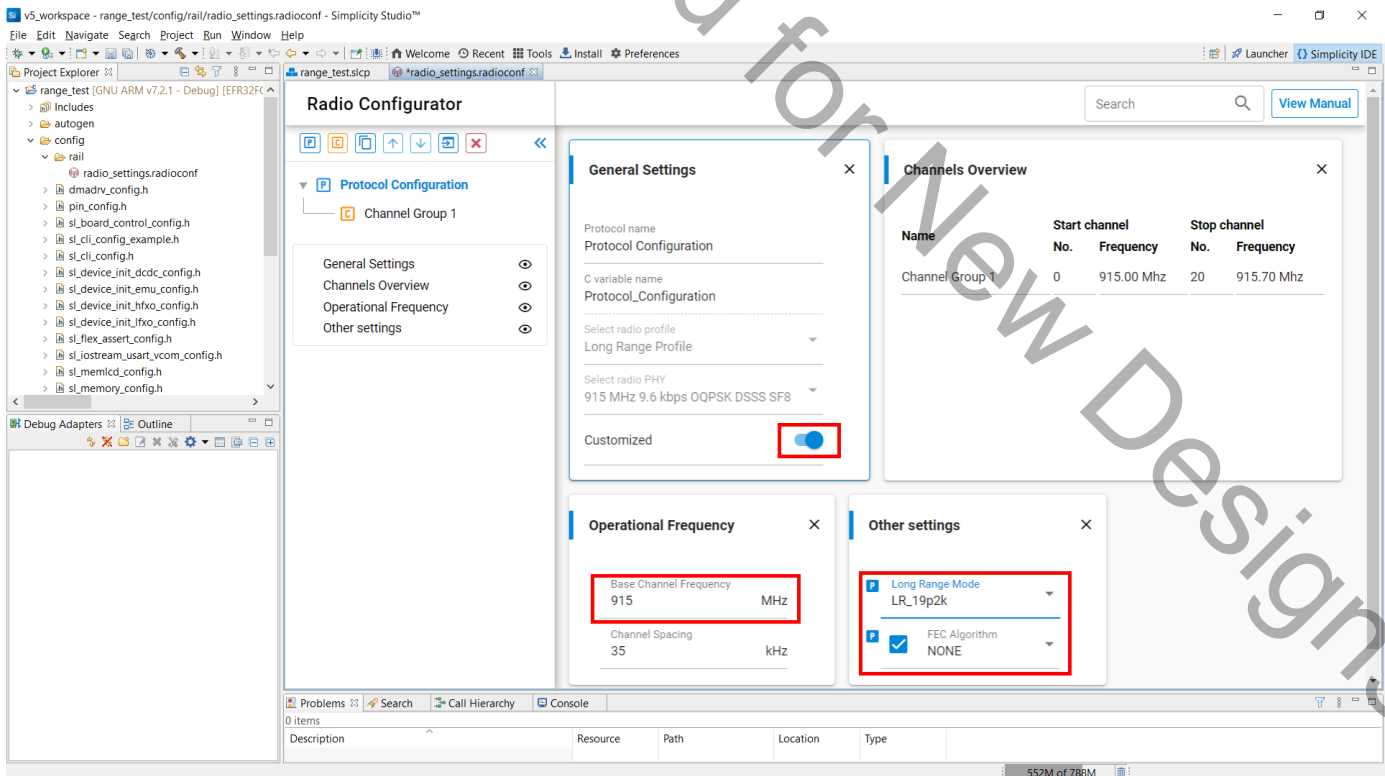 v5_workspace - range_test/config/rail/radio_settings.radioconf - Simplicity Studio™
File Edit Navigate Search Project Run Window Help
Welcome Recent Tools Install Preferences
Launcher {} Simplicity IDE
Project Explorer
range_test [GNU ARM v7.2.1 - Debug] [EFR32F
Includes
autogen
config
rail
radio_settings.radioconf
dmadrv_config.h
pin_config.h
sl_board_control_config.h
sl_cli_config_example.h
sl_cli_config.h
sl_device_init_dcdc_config.h
sl_device_init_emu_config.h
sl_device_init_hfxo_config.h
sl_device_init_lfxo_config.h
sl_flex_assert_config.h
sl_iostream_usart_vcom_config.h
sl_memlcd_config.h
sl_memory_config.h
Debug Adapters Outline
range_test.slcp *radio_settings.radioconf
Radio Configurator
Search
View Manual
P C
P Protocol Configuration
C Channel Group 1
General Settings
Channels Overview
Operational Frequency
Other settings
General Settings
Protocol name
Protocol Configuration
C variable name
Protocol_Configuration
Select radio profile
Long Range Profile
Select radio PHY
915 MHz 9.6 kbps OQPSK DSSS SF8
Customized
Channels Overview
Start channel Stop channel
Name No. Frequency No. Frequency
Channel Group 1 0 915.00 Mhz 20 915.70 Mhz
Operational Frequency
Base Channel Frequency
915 MHz
Channel Spacing
35 kHz
Other settings
P Long Range Mode
LR_19p2k
P FEC Algorithm
NONE
Problems Search Call Hierarchy Console
0 items
Description Resource Path Location Type
552M of 788M
d for New Designs